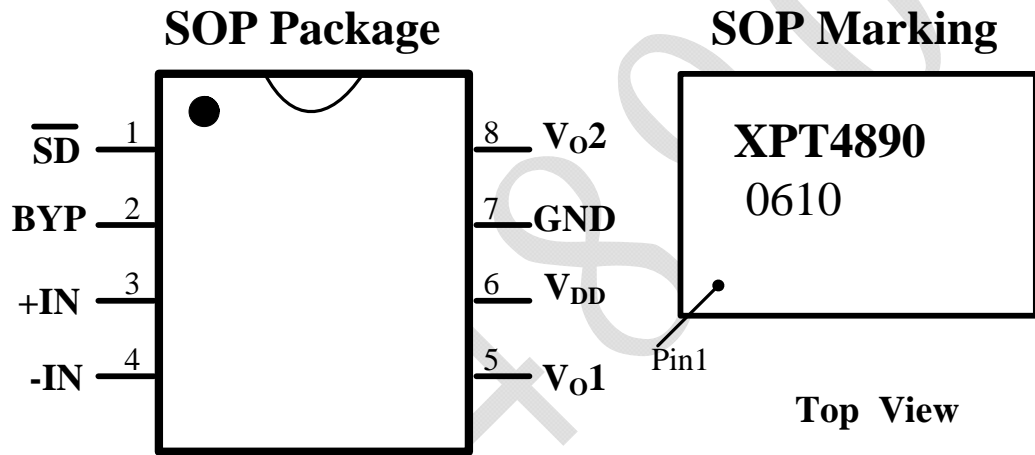 SOP Package
SOP Marking
S̅D̅ 1
BYP 2
+IN 3
-IN 4
8 VO2
7 GND
6 VDD
5 VO1
XPT4890
0610
Pin1
Top View